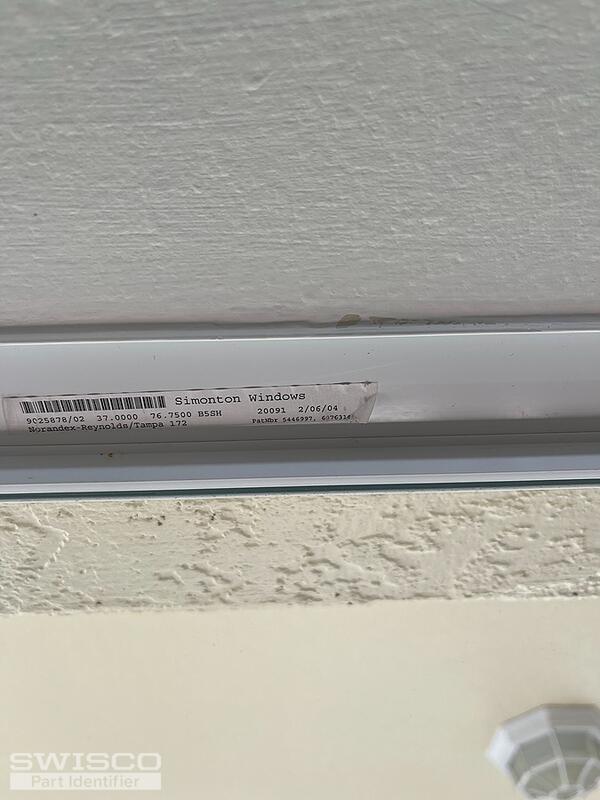 Simonton Windows
9025878/02 37.0000 76.7500 B5SH 20091 2/06/04
Norandex-Reynolds/Tampa 172 PatNbr 5446997,
SWISCO
Part Identifier